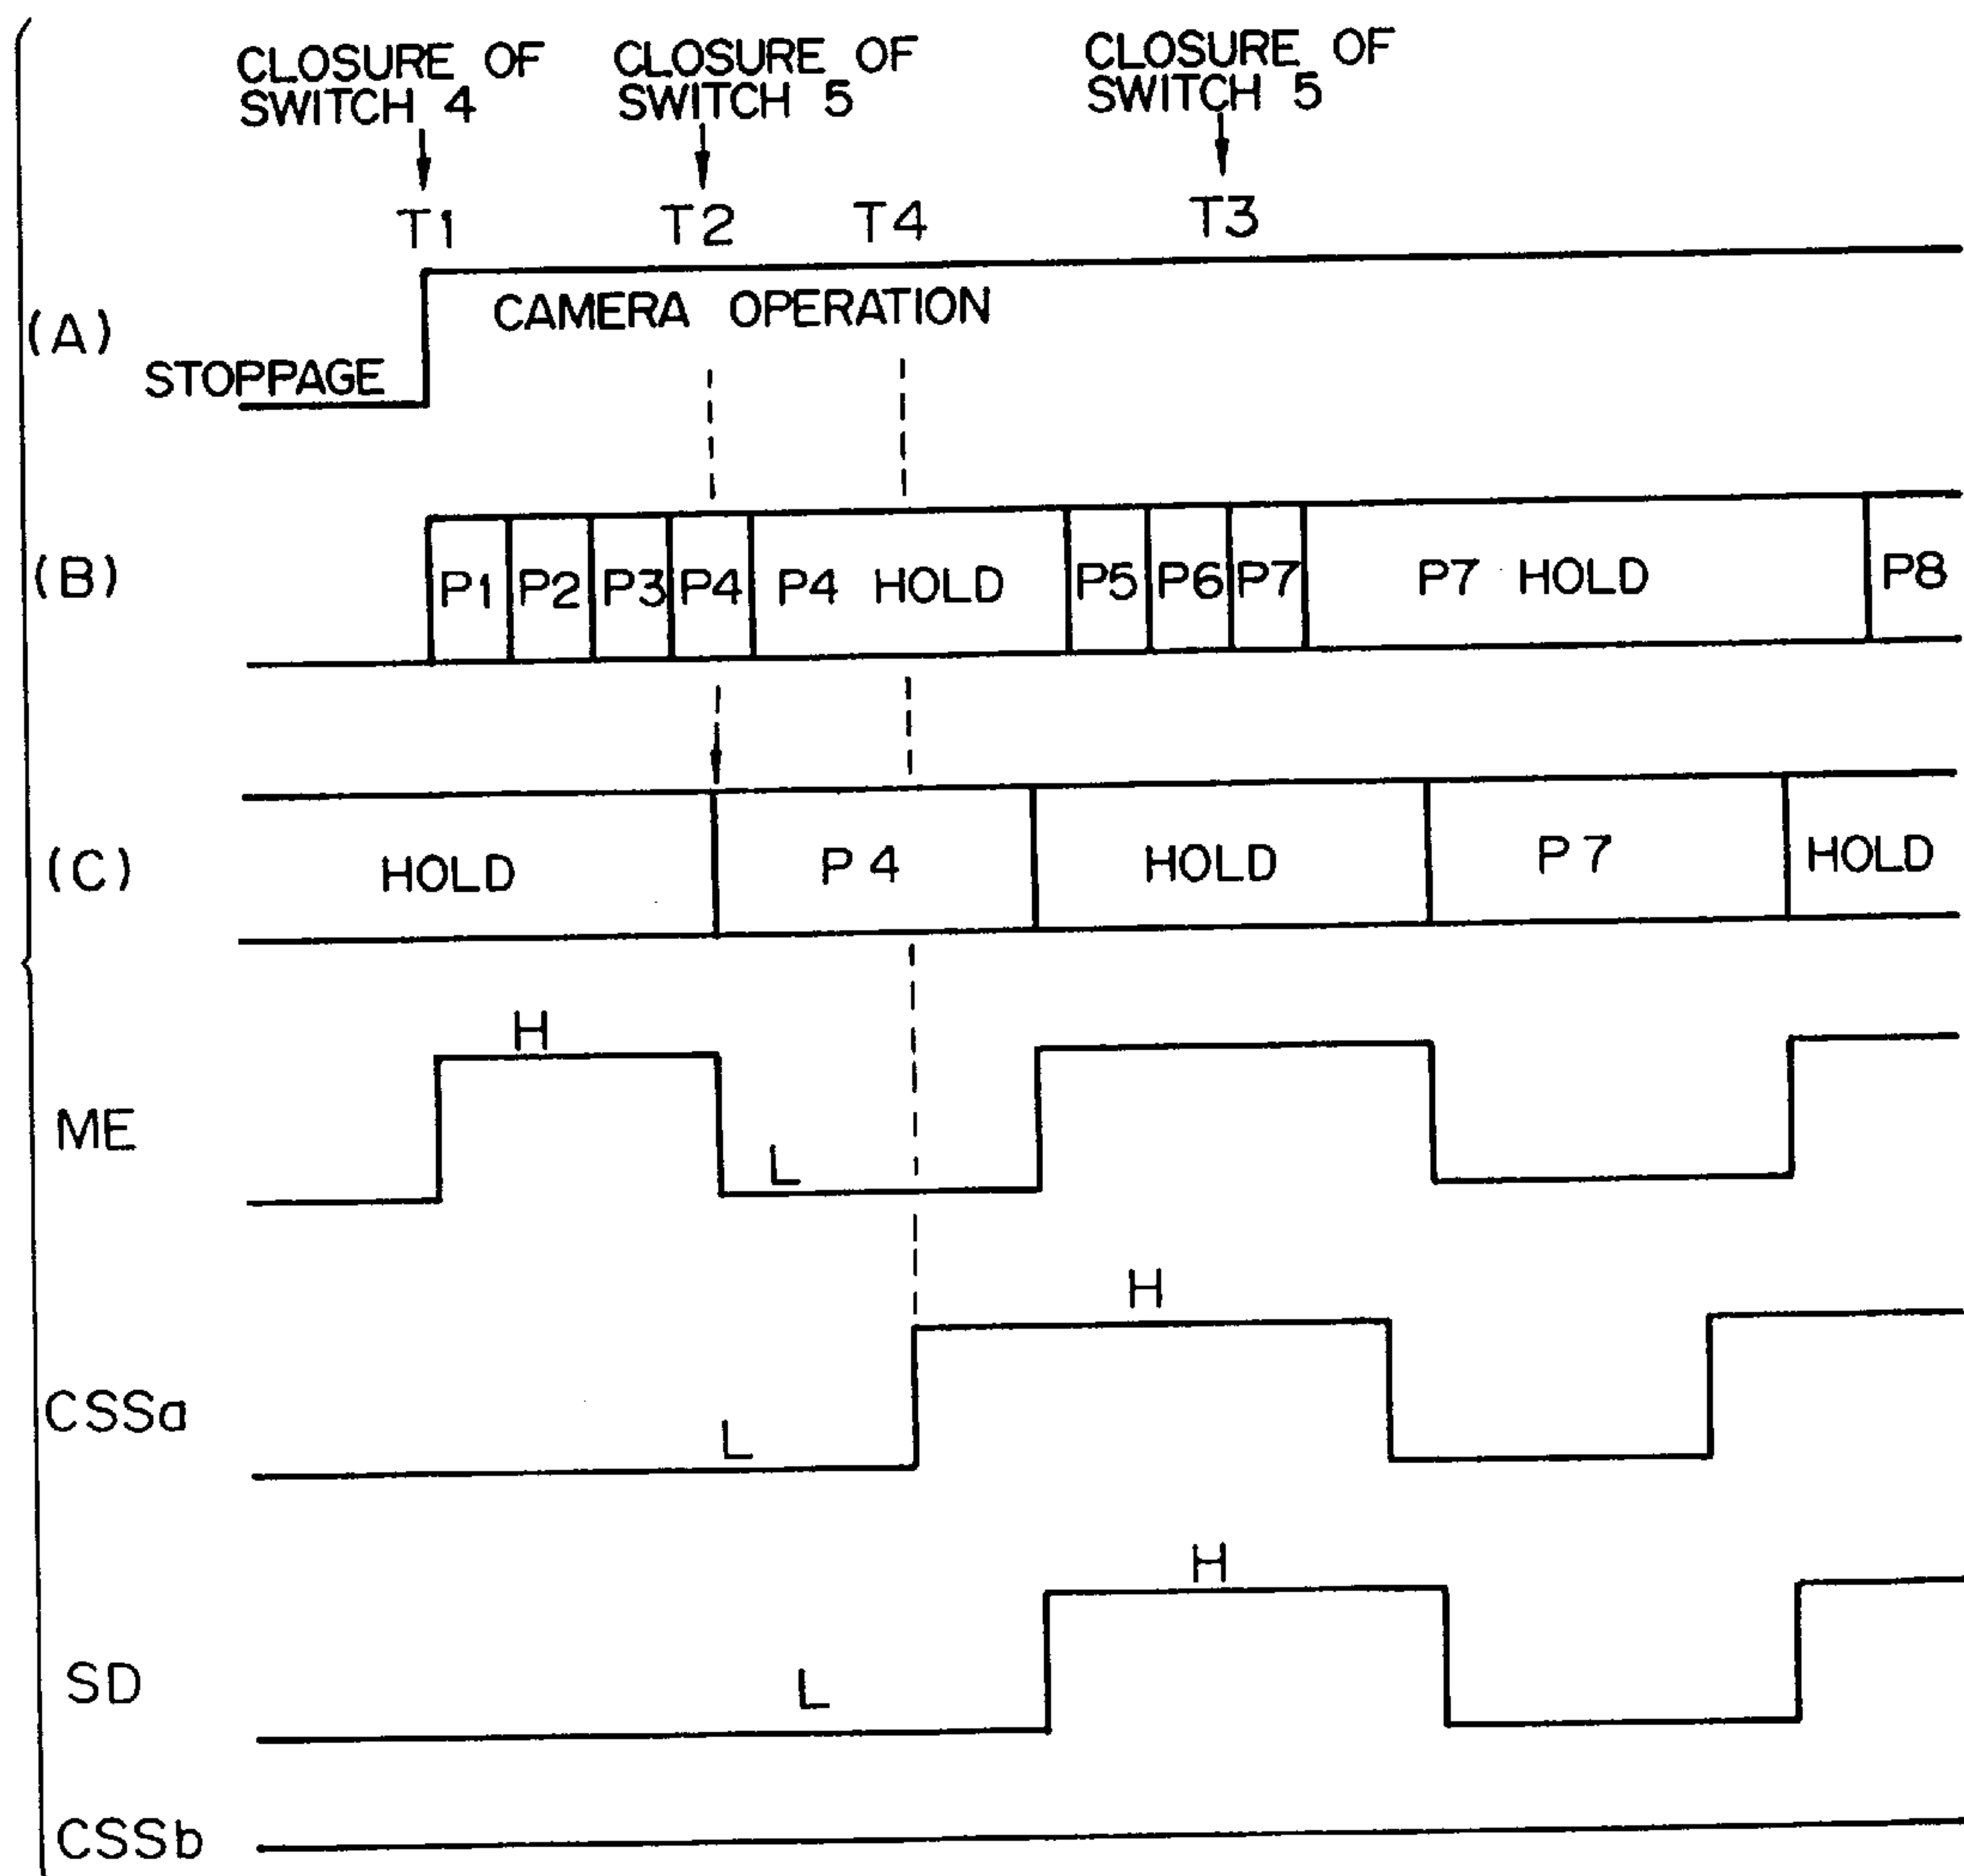 CLOSURE OF
SWITCH 4
CLOSURE OF
SWITCH 5
CLOSURE OF
SWITCH 5
T1
T2
T4
T3
(A)
STOPPAGE
CAMERA OPERATION
(B)
P1
P2
P3
P4
P4 HOLD
P5
P6
P7
P7 HOLD
P8
(C)
HOLD
P4
HOLD
P7
HOLD
ME
H
L
CSSa
L
H
SD
L
H
CSSb